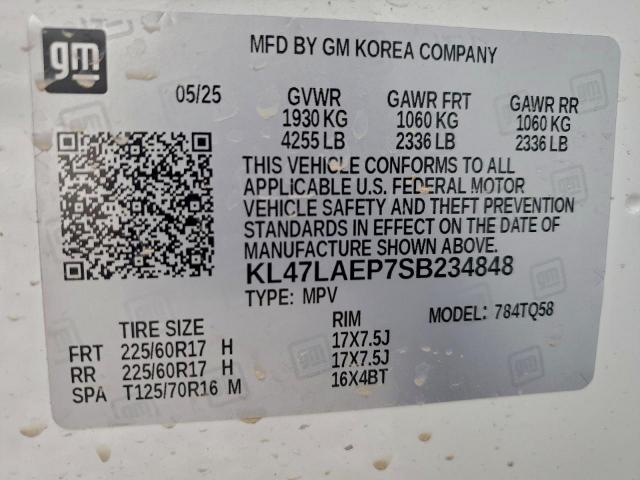 gm
MFD BY GM KOREA COMPANY
05/25 GVWR GAWR FRT GAWR RR
1930 KG 1060 KG 1060 KG
4255 LB 2336 LB 2336 LB
THIS VEHICLE CONFORMS TO ALL
APPLICABLE U.S. FEDERAL MOTOR
VEHICLE SAFETY AND THEFT PREVENTION
STANDARDS IN EFFECT ON THE DATE OF
MANUFACTURE SHOWN ABOVE.
KL47LAEP7SB234848
TYPE: MPV MODEL: 784TQ58
TIRE SIZE RIM
FRT 225/60R17 H 17X7.5J
RR 225/60R17 H 17X7.5J
SPA T125/70R16 M 16X4BT